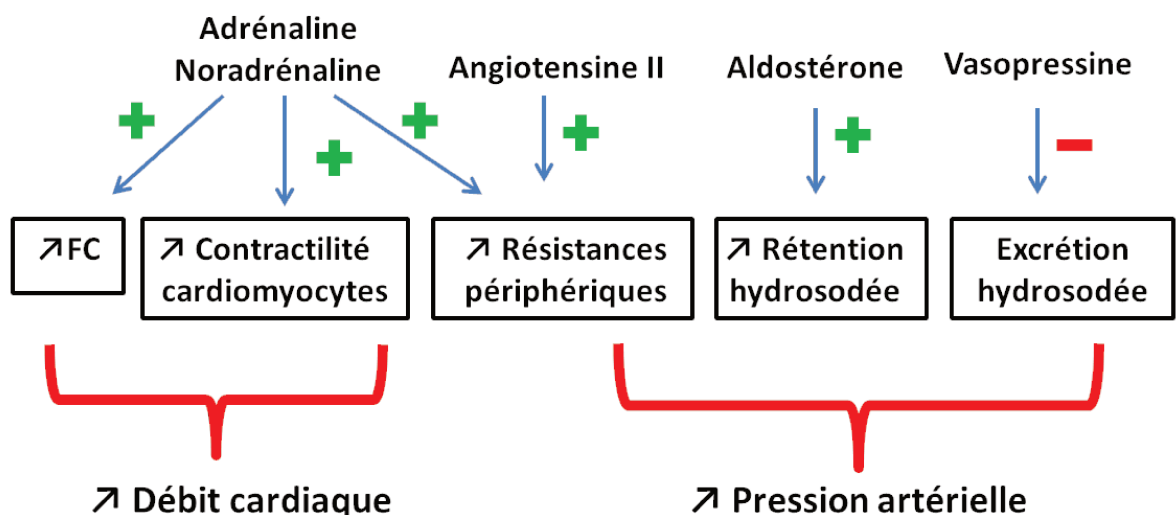 Adrénaline
Noradrénaline
Angiotensine II
Aldostérone
Vasopressine
↗FC
↗ Contractilité
cardiomyocytes
↗ Résistances
périphériques
↗ Rétention
hydrosodée
Excrétion
hydrosodée
↗ Débit cardiaque
↗ Pression artérielle